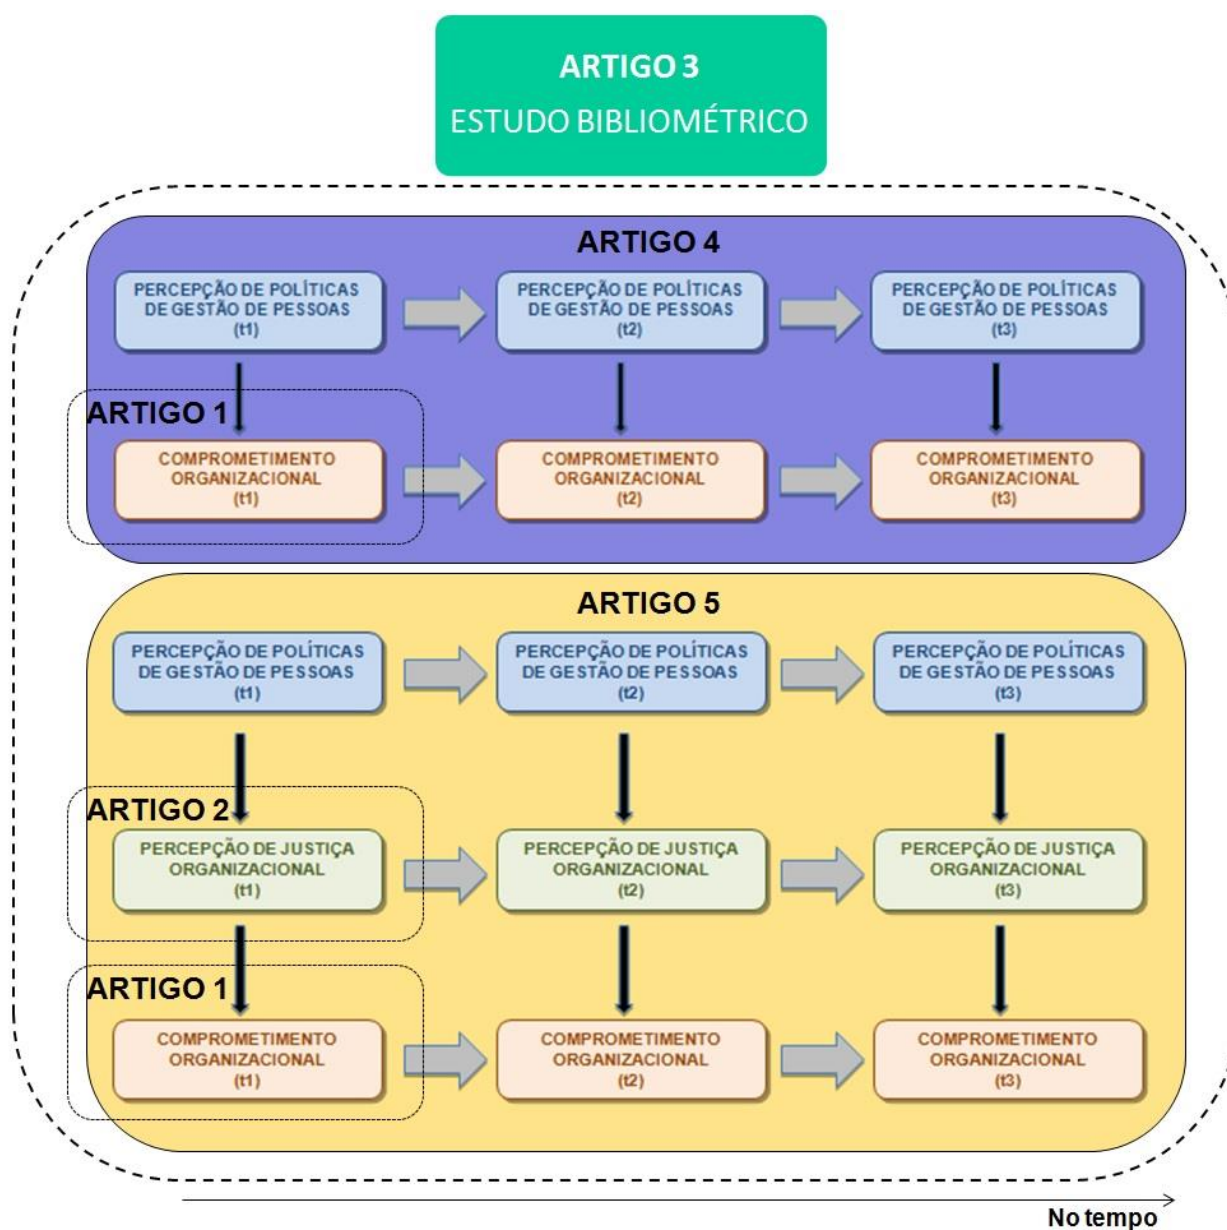 ARTIGO 3
ESTUDO BIBLIOMÉTRICO
ARTIGO 4
PERCEPÇÃO DE POLÍTICAS
DE GESTÃO DE PESSOAS
(t1)
PERCEPÇÃO DE POLÍTICAS
DE GESTÃO DE PESSOAS
(t2)
PERCEPÇÃO DE POLÍTICAS
DE GESTÃO DE PESSOAS
(t3)
ARTIGO 1
COMPROMETIMENTO
ORGANIZACIONAL
(t1)
COMPROMETIMENTO
ORGANIZACIONAL
(t2)
COMPROMETIMENTO
ORGANIZACIONAL
(t3)
ARTIGO 5
PERCEPÇÃO DE POLÍTICAS
DE GESTÃO DE PESSOAS
(t1)
PERCEPÇÃO DE POLÍTICAS
DE GESTÃO DE PESSOAS
(t2)
PERCEPÇÃO DE POLÍTICAS
DE GESTÃO DE PESSOAS
(t3)
ARTIGO 2
PERCEPÇÃO DE JUSTIÇA
ORGANIZACIONAL
(t1)
PERCEPÇÃO DE JUSTIÇA
ORGANIZACIONAL
(t2)
PERCEPÇÃO DE JUSTIÇA
ORGANIZACIONAL
(t3)
ARTIGO 1
COMPROMETIMENTO
ORGANIZACIONAL
(t1)
COMPROMETIMENTO
ORGANIZACIONAL
(t2)
COMPROMETIMENTO
ORGANIZACIONAL
(t3)
No tempo